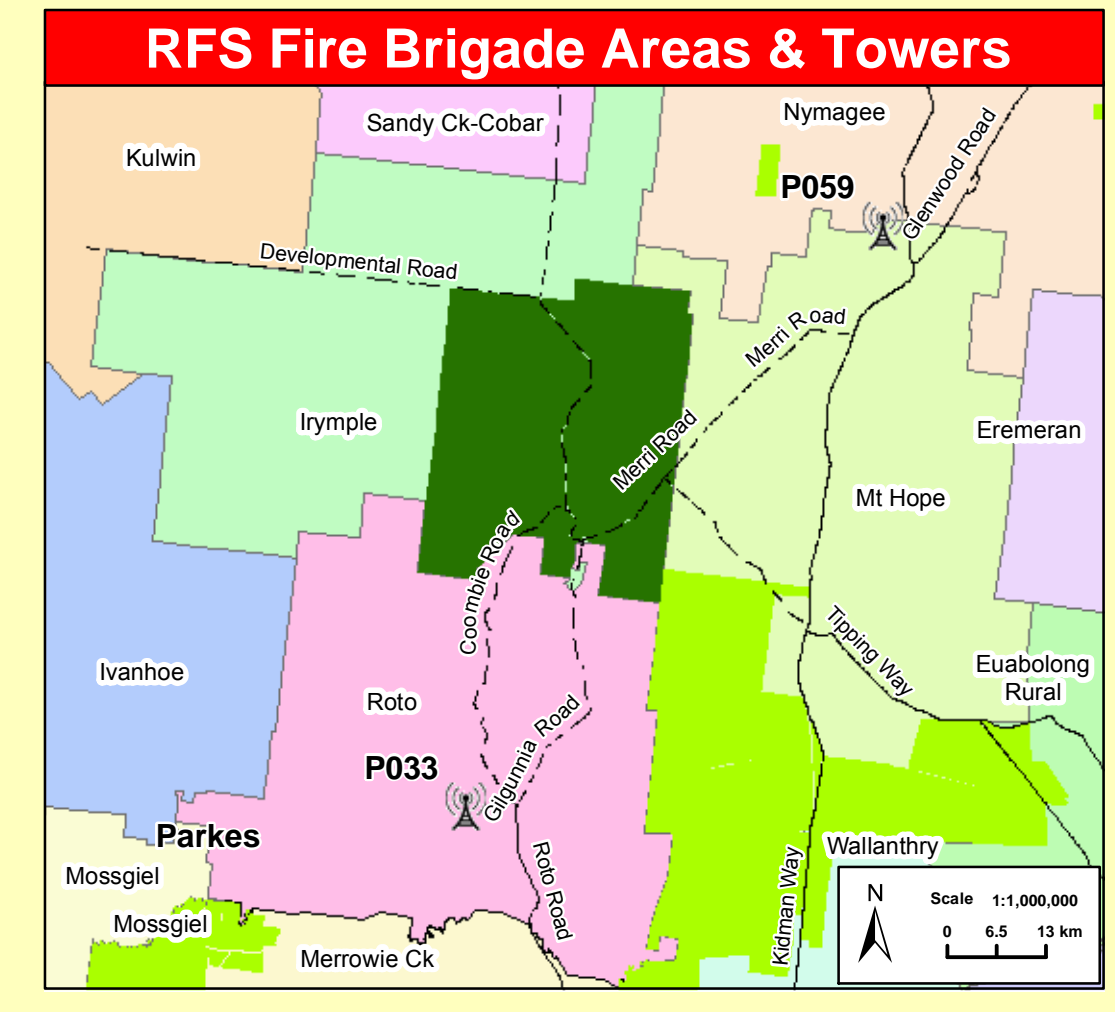 RFS Fire Brigade Areas & Towers
Nymagee
Sandy Ck-Cobar
Kulwin
Glenwood Road
P059
Developmental Road
Merri Road
Irymple
Merri Road
Eremeran
Mt Hope
Coombie Road
Tipping Way
Ivanhoe
Euabolong
Rural
Roto
Gilgunnia Road
P033
Parkes
Wallanthry
Mossgiel
Roto Road
Kidman Way
Mossgiel
Merrowie Ck
N
Scale 1:1,000,000
0 6.5 13 km